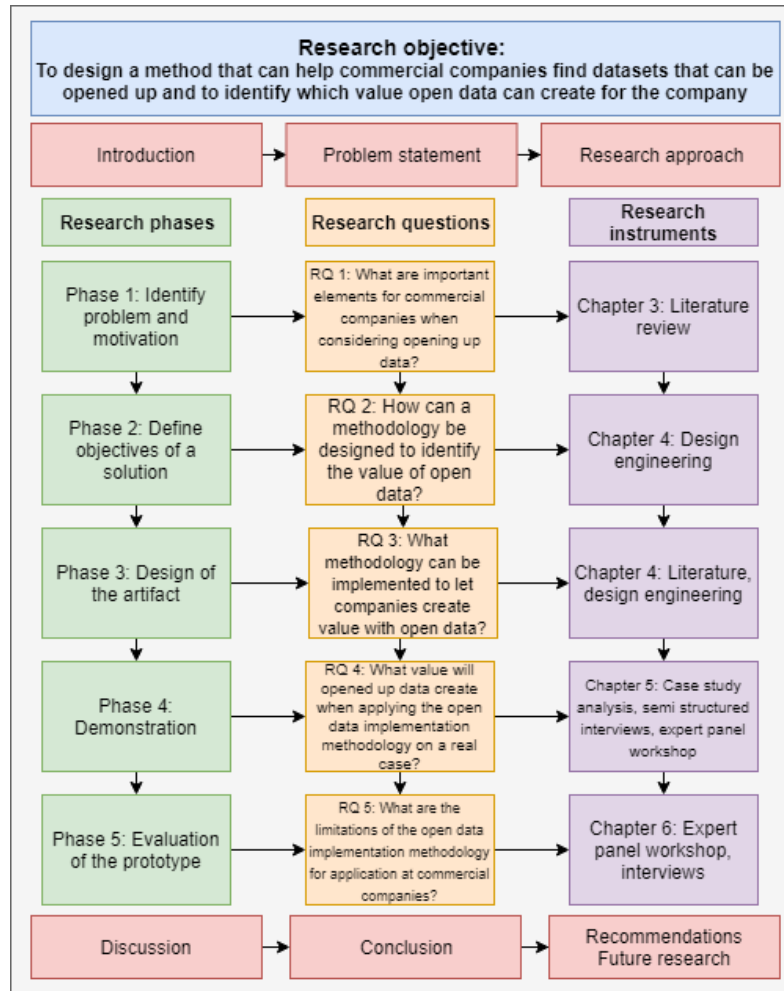 Research objective:
To design a method that can help commercial companies find datasets that can be
opened up and to identify which value open data can create for the company
Introduction
Problem statement
Research approach
Research phases
Research questions
Research
instruments
Phase 1: Identify
problem and
motivation
RQ 1: What are important
elements for commercial
companies when
considering opening up
data?
Chapter 3: Literature
review
Phase 2: Define
objectives of a
solution
RQ 2: How can a
methodology be
designed to identify
the value of open
data?
Chapter 4: Design
engineering
Phase 3: Design of
the artifact
RQ 3: What
methodology can be
implemented to let
companies create
value with open data?
Chapter 4: Literature,
design engineering
Phase 4:
Demonstration
RQ 4: What value will
opened up data create
when applying the open
data implementation
methodology on a real
case?
Chapter 5: Case study
analysis, semi structured
interviews, expert panel
workshop
Phase 5: Evaluation
of the prototype
RQ 5: What are the
limitations of the open data
implementation methodology
for application at commercial
companies?
Chapter 6: Expert
panel workshop,
interviews
Discussion
Conclusion
Recommendations
Future research